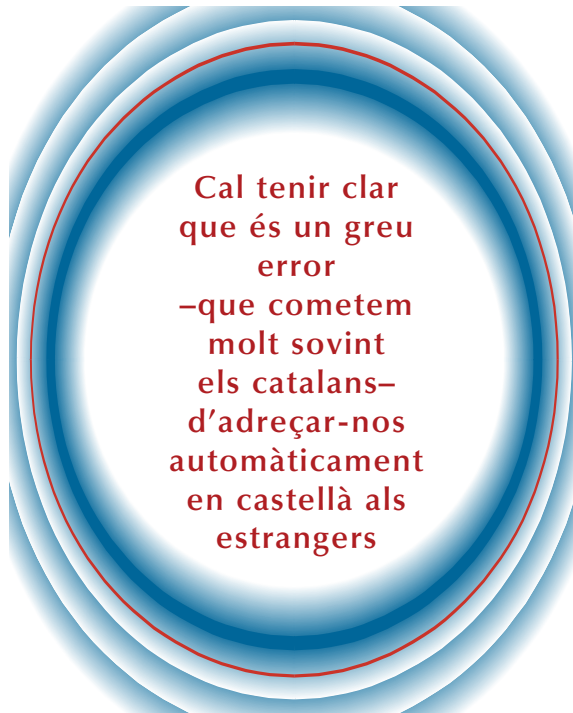 Cal tenir clar
que és un greu
error
–que cometem
molt sovint
els catalans–
d’adreçar-nos
automàticament
en castellà als
estrangers